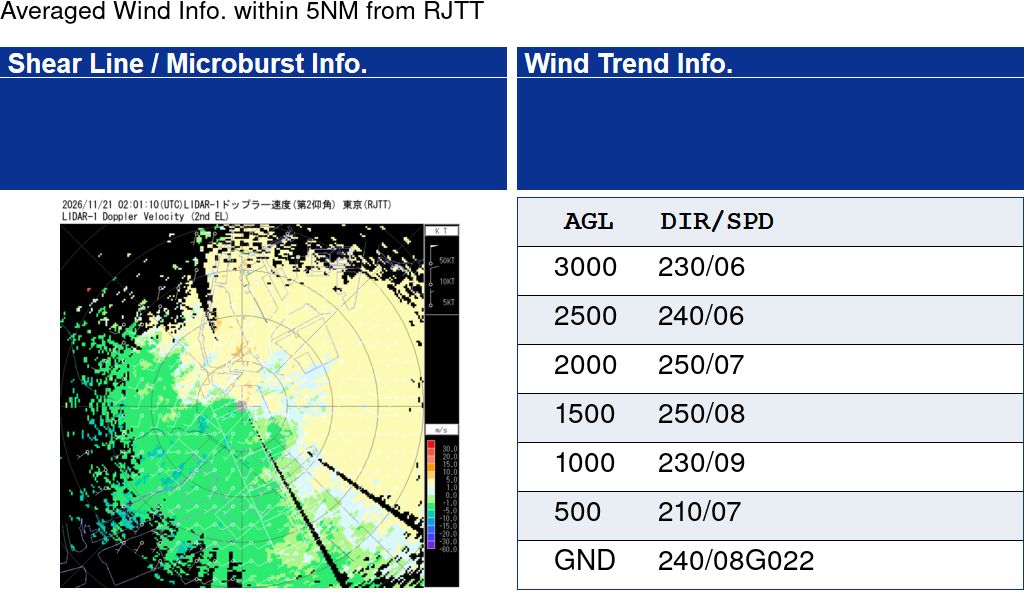 Averaged Wind Info. within 5NM from RJTT
Shear Line / Microburst Info.
Wind Trend Info.
2026/11/21 02:01:10(UTC)LIDAR-1ドップラー速度(第2仰角) 東京(RJTT)
LIDAR-1 Doppler Velocity (2nd EL)
K T
50KT
10KT
5KT
m/s
30.0
20.0
15.0
10.0
5.0
1.0
0.0
-1.0
-5.0
-10.0
-15.0
-20.0
-30.0
-60.0
AGL DIR/SPD
3000 230/06
2500 240/06
2000 250/07
1500 250/08
1000 230/09
500 210/07
GND 240/08G022